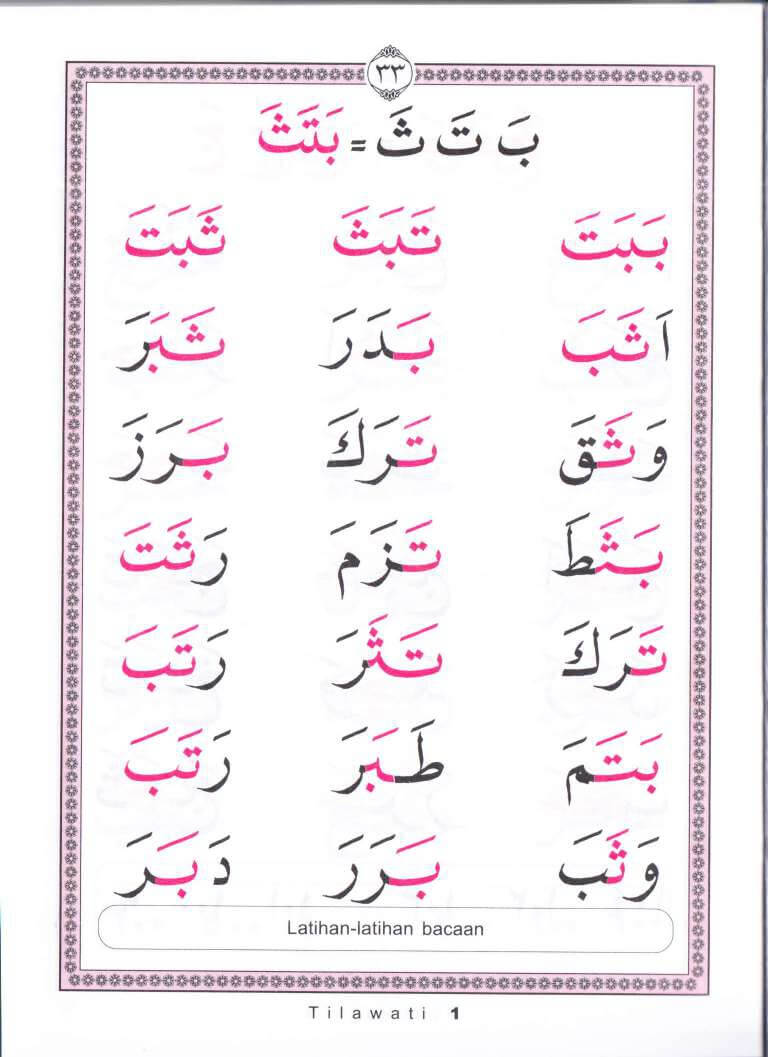 ٣٣
بَ تَ ثَ = بَتَثَ
بَبَتَ تَبَثَ ثَبَتَ
اَثَبَ بَدَرَ ثَبَرَ
وَثَقَ تَرَكَ بَرَزَ
بَثَطَ تَزَمَ رَثَتَ
تَرَكَ تَثَرَ رَتَبَ
بَتَمَ طَبَرَ رَتَبَ
وَثَبَ بَرَرَ دَبَرَ
Latihan-latihan bacaan
Tilawati 1